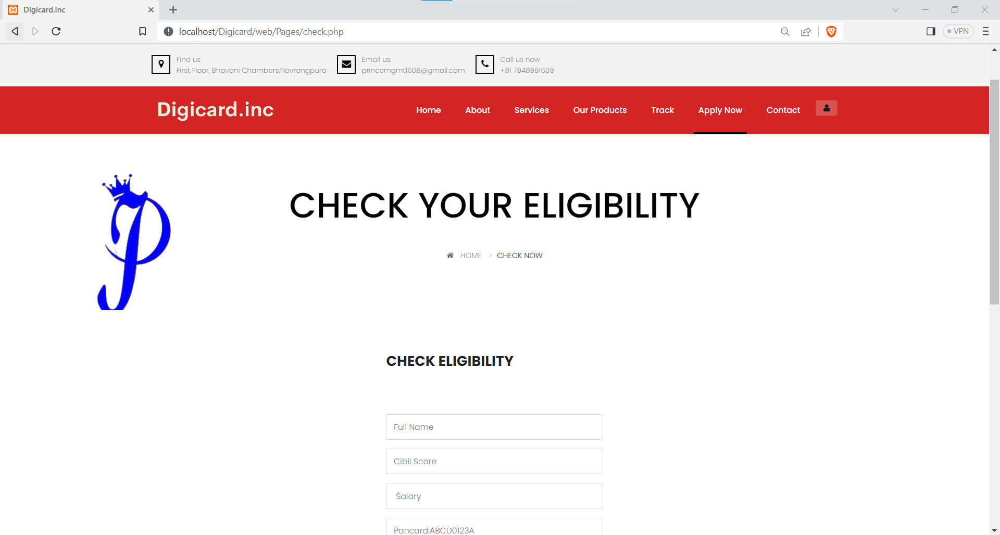 Digicard.inc
localhost/Digicard/web/Pages/check.php
VPN
Find us
First Floor, Bhavani Chambers,Navrangpura
Email us
princemgmt1609@gmail.com
Call us now
+91 7948991609
Digicard.inc
Home About Services Our Products Track Apply Now Contact
CHECK YOUR ELIGIBILITY
HOME > CHECK NOW
CHECK ELIGIBILITY
Full Name
Cibil Score
Salary
Pancard:ABCD0123A